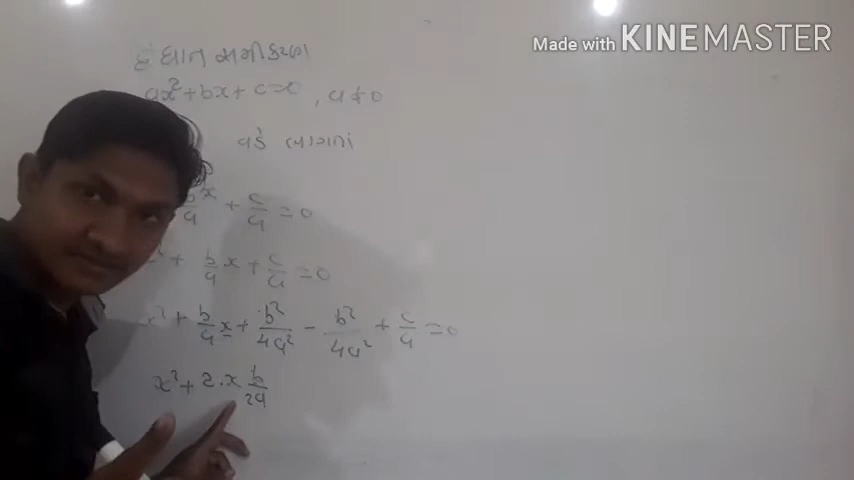 Made with KINEMASTER
દ્વિઘાત સમીકરણ
ax²+bx+c=0 , a≠0
વડે ભાગતાં
x/a + c/a = 0
+ b/a x + c/a = 0
x² + b/a x + b²/4a² - b²/4a² + c/a = 0
x² + 2·x b/2a